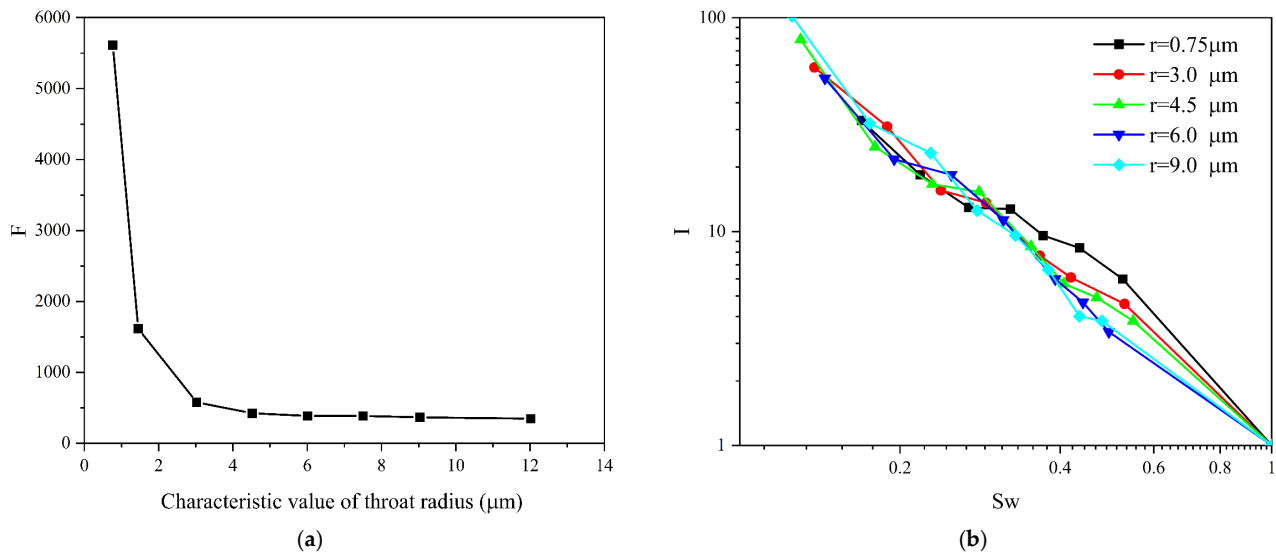 6000
5000
4000
3000
2000
1000
0
F
0 2 4 6 8 10 12 14
Characteristic value of throat radius (μm)
(a)
100
10
1
I
r=0.75μm
r=3.0 μm
r=4.5 μm
r=6.0 μm
r=9.0 μm
0.2 0.4 0.6 0.8 1
Sw
(b)